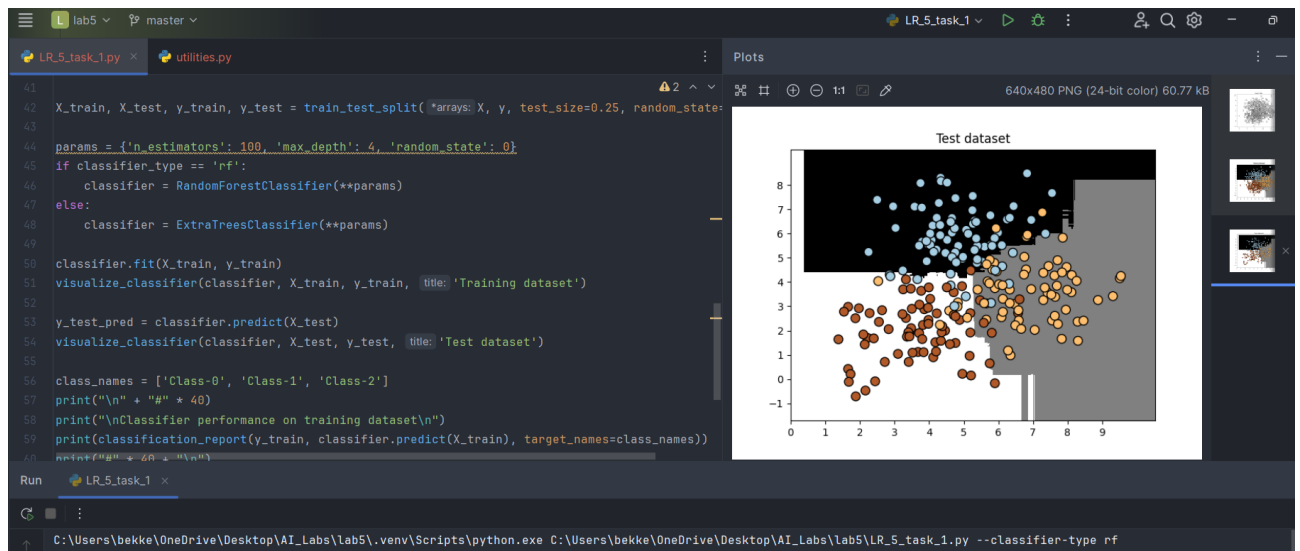 L lab5 master LR_5_task_1
LR_5_task_1.py utilities.py Plots
41 2
42 X_train, X_test, y_train, y_test = train_test_split( *arrays: X, y, test_size=0.25, random_state=
1:1 640x480 PNG (24-bit color) 60.77 kB
43
44 params = {'n_estimators': 100, 'max_depth': 4, 'random_state': 0}
45 if classifier_type == 'rf':
46 classifier = RandomForestClassifier(**params)
47 else:
48 classifier = ExtraTreesClassifier(**params)
49
50 classifier.fit(X_train, y_train)
51 visualize_classifier(classifier, X_train, y_train, title: 'Training dataset')
52
53 y_test_pred = classifier.predict(X_test)
54 visualize_classifier(classifier, X_test, y_test, title: 'Test dataset')
55
56 class_names = ['Class-0', 'Class-1', 'Class-2']
57 print("\n" + "#" * 40)
58 print("\nClassifier performance on training dataset\n")
59 print(classification_report(y_train, classifier.predict(X_train), target_names=class_names))
60 print("#" * 40 + "\n")
Test dataset
8
7
6
5
4
3
2
1
0
−1
0 1 2 3 4 5 6 7 8 9
Run LR_5_task_1
C:\Users\bekke\OneDrive\Desktop\AI_Labs\lab5\.venv\Scripts\python.exe C:\Users\bekke\OneDrive\Desktop\AI_Labs\lab5\LR_5_task_1.py --classifier-type rf